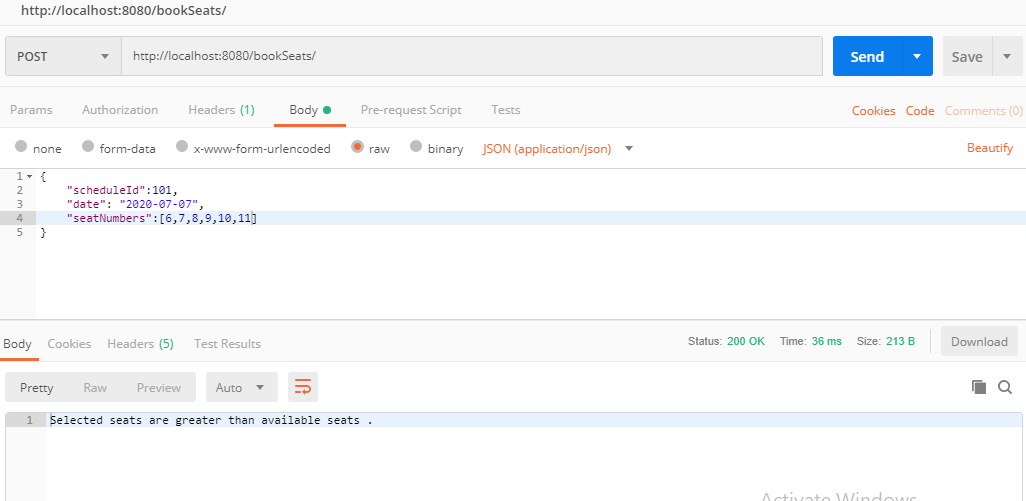 http://localhost:8080/bookSeats/
POST http://localhost:8080/bookSeats/ Send Save
Params Authorization Headers (1) Body Pre-request Script Tests Cookies Code Comments (0)
none form-data x-www-form-urlencoded raw binary JSON (application/json) Beautify
1 {
2 "scheduleId":101,
3 "date": "2020-07-07",
4 "seatNumbers":[6,7,8,9,10,11]
5 }
Body Cookies Headers (5) Test Results Status: 200 OK Time: 36 ms Size: 213 B Download
Pretty Raw Preview Auto
1 Selected seats are greater than available seats .
Activate Windows